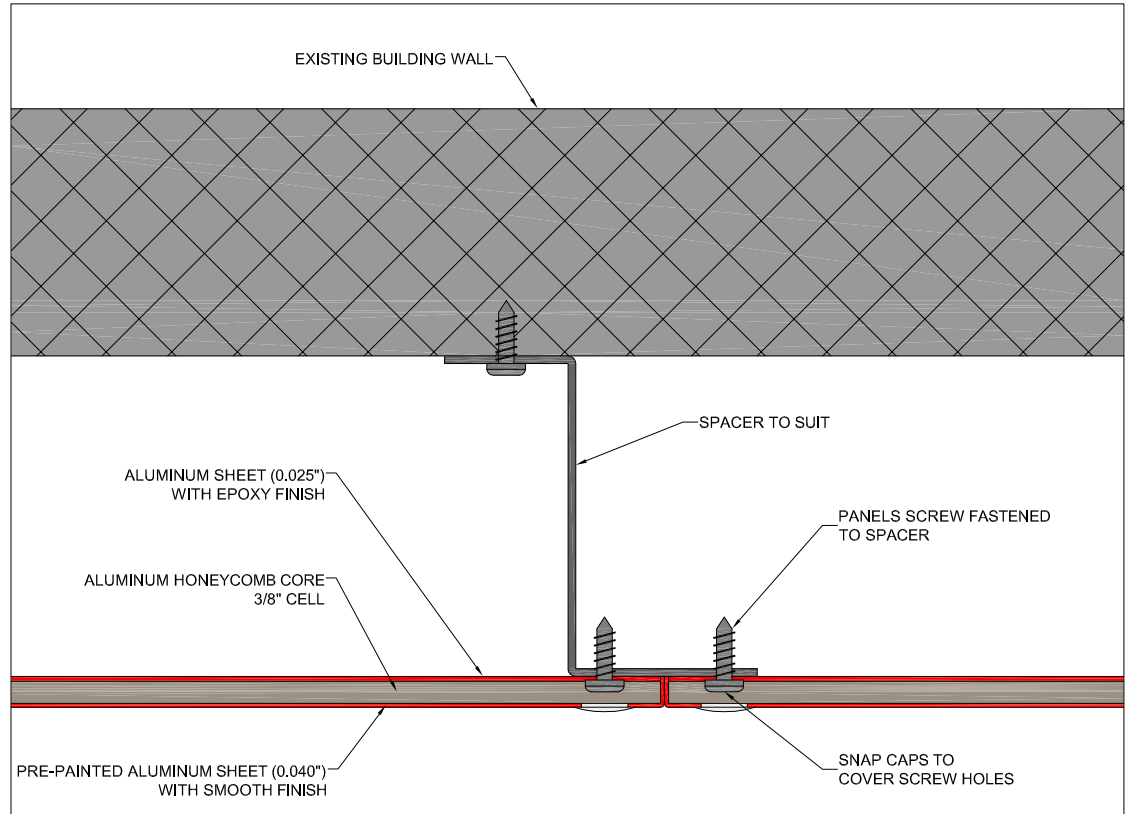 EXISTING BUILDING WALL
SPACER TO SUIT
ALUMINUM SHEET (0.025")
WITH EPOXY FINISH
PANELS SCREW FASTENED
TO SPACER
ALUMINUM HONEYCOMB CORE
3/8" CELL
PRE-PAINTED ALUMINUM SHEET (0.040")
WITH SMOOTH FINISH
SNAP CAPS TO
COVER SCREW HOLES